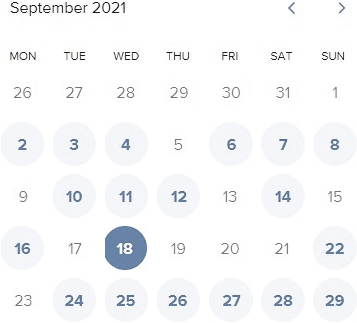 September 2021
MON TUE WED THU FRI SAT SUN
26 27 28 29 30 31 1
2 3 4 5 6 7 8
9 10 11 12 13 14 15
16 17 18 19 20 21 22
23 24 25 26 27 28 29